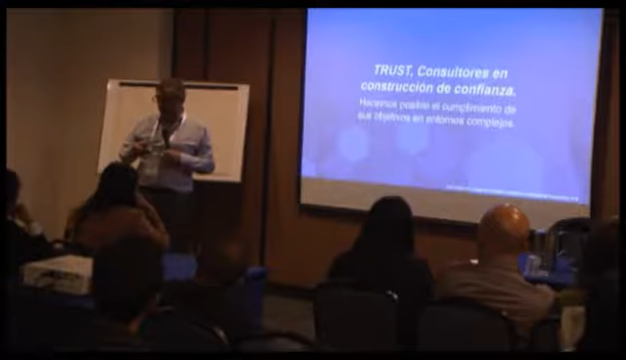 TRUST, Consultores en
construcción de confianza.
Hacemos posible el cumplimiento de
sus objetivos en entornos complejos.